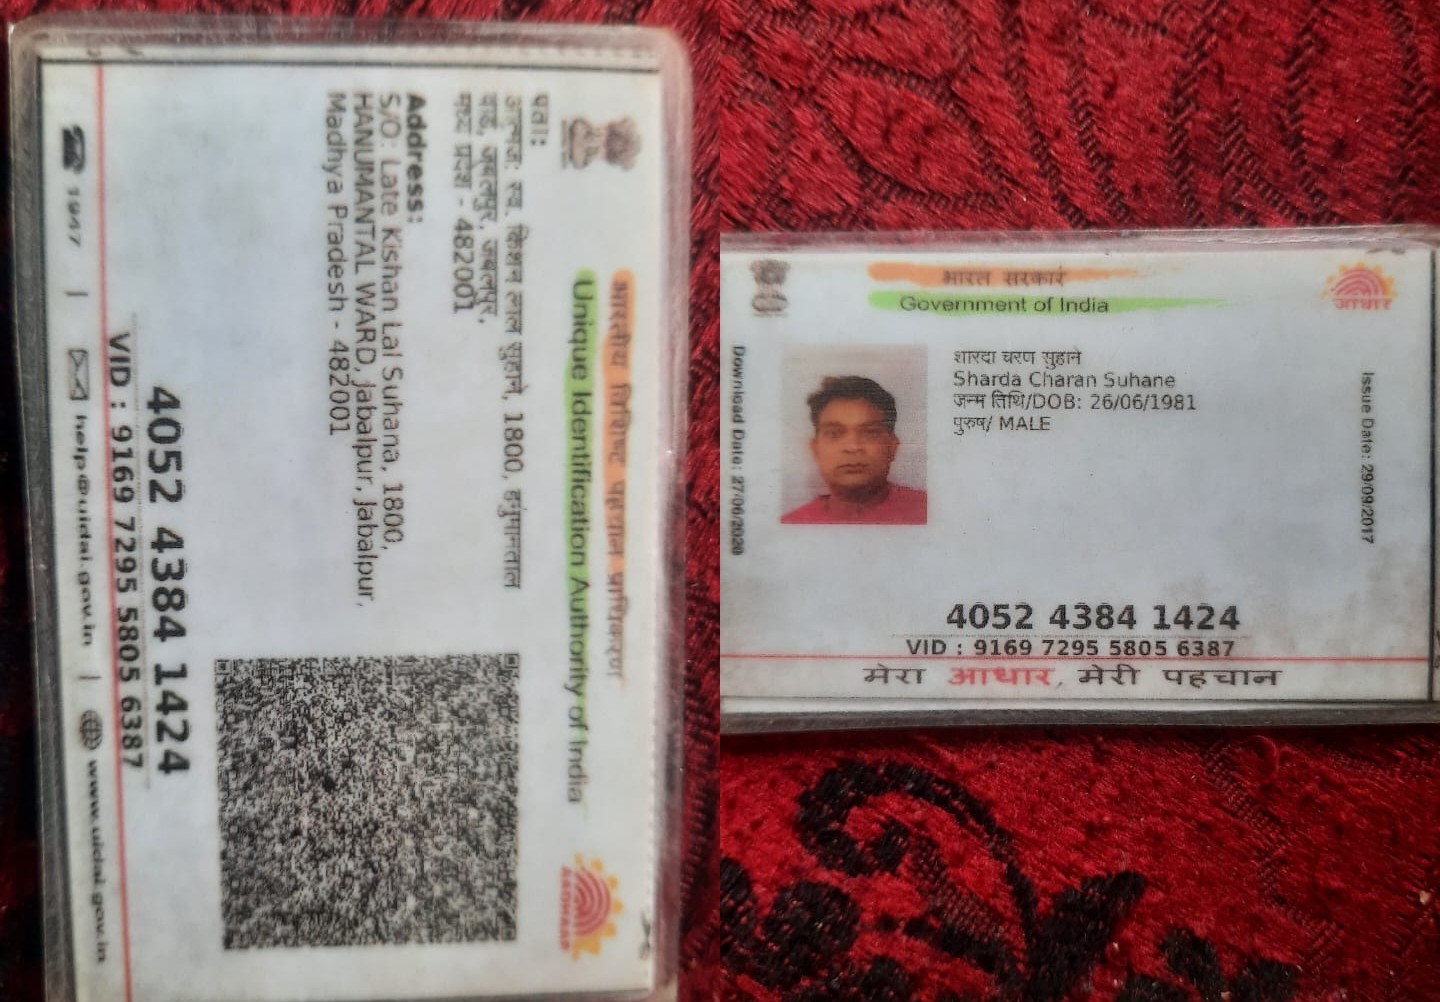 भारतीय विशिष्ट पहचान प्राधिकरण
Unique Identification Authority of India
AADHAAR
पता:
आत्मज: स्व. किशन लाल सुहाने, 1800, हनुमानताल
वार्ड, जबलपुर, जबलपुर,
मध्य प्रदेश - 482001
Address:
S/O: Late Kishan Lal Suhana, 1800,
HANUMANTAL WARD, Jabalpur, Jabalpur,
Madhya Pradesh - 482001
4052 4384 1424
VID : 9169 7295 5805 6387
1947 | help@uidai.gov.in | www.uidai.gov.in
भारत सरकार
Government of India
आधार
Download Date: 27/06/2020
शारदा चरण सुहाने
Sharda Charan Suhane
जन्म तिथि/DOB: 26/06/1981
पुरुष/ MALE
Issue Date: 29/09/2017
4052 4384 1424
VID : 9169 7295 5805 6387
मेरा आधार, मेरी पहचान